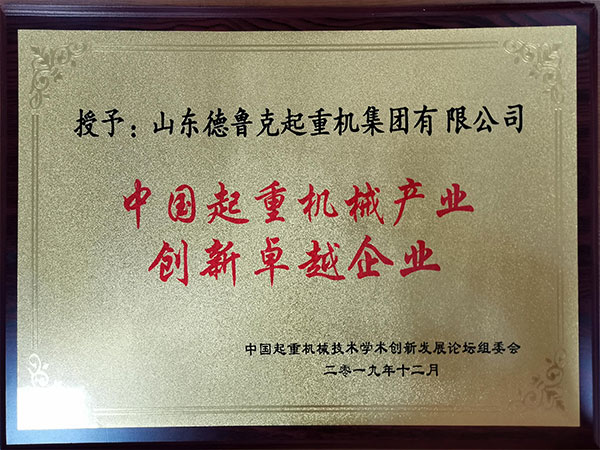 授予：山东德鲁克起重机集团有限公司
中国起重机械产业
创新卓越企业
中国起重机械技术学术创新发展论坛组委会
二零一九年十二月